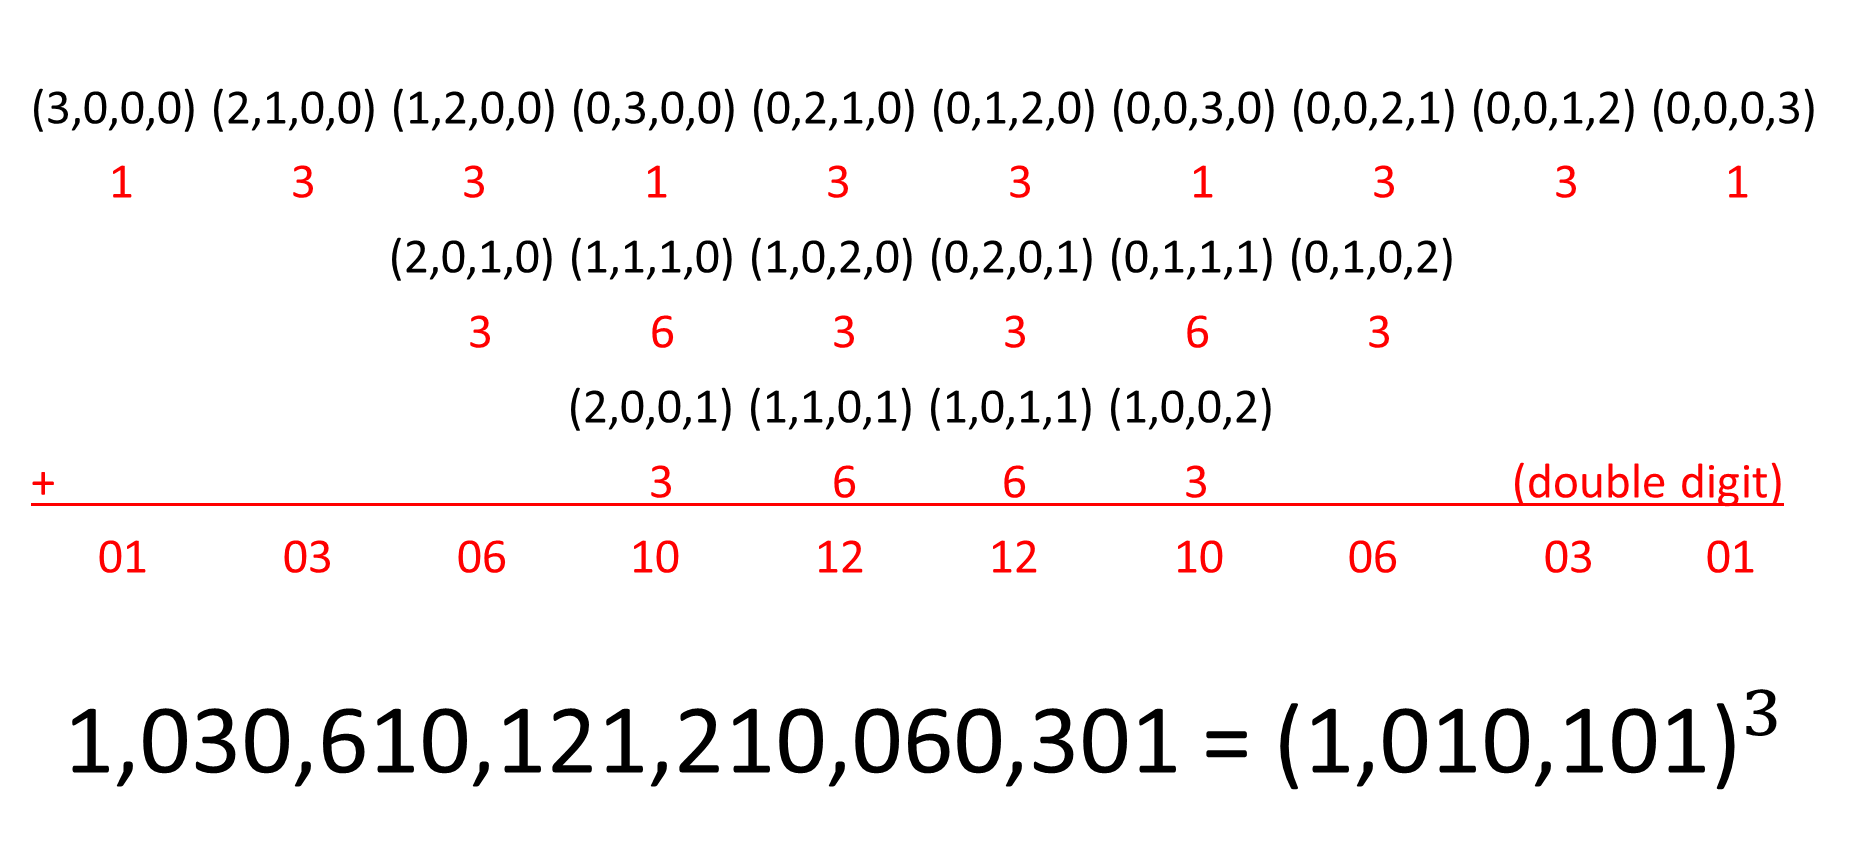 (3,0,0,0) (2,1,0,0) (1,2,0,0) (0,3,0,0) (0,2,1,0) (0,1,2,0) (0,0,3,0) (0,0,2,1) (0,0,1,2) (0,0,0,3)
1 3 3 1 3 3 1 3 3 1
(2,0,1,0) (1,1,1,0) (1,0,2,0) (0,2,0,1) (0,1,1,1) (0,1,0,2)
3 6 3 3 6 3
(2,0,0,1) (1,1,0,1) (1,0,1,1) (1,0,0,2)
+ 3 6 6 3 (double digit)
01 03 06 10 12 12 10 06 03 01
1,030,610,121,210,060,301 = (1,010,101)³